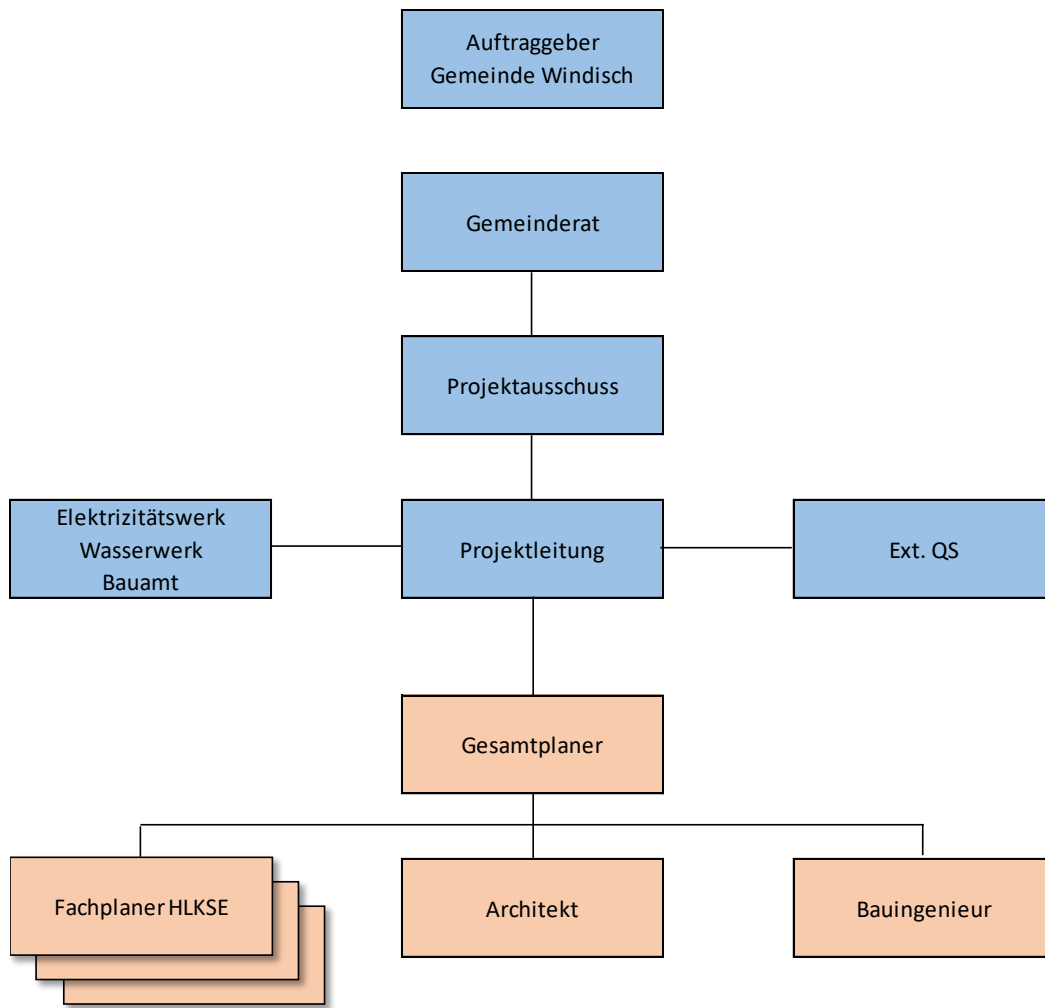 Auftraggeber
Gemeinde Windisch
Gemeinderat
Projektausschuss
Elektrizitätswerk
Wasserwerk
Bauamt
Projektleitung
Ext. QS
Gesamtplaner
Fachplaner HLKSE
Architekt
Bauingenieur